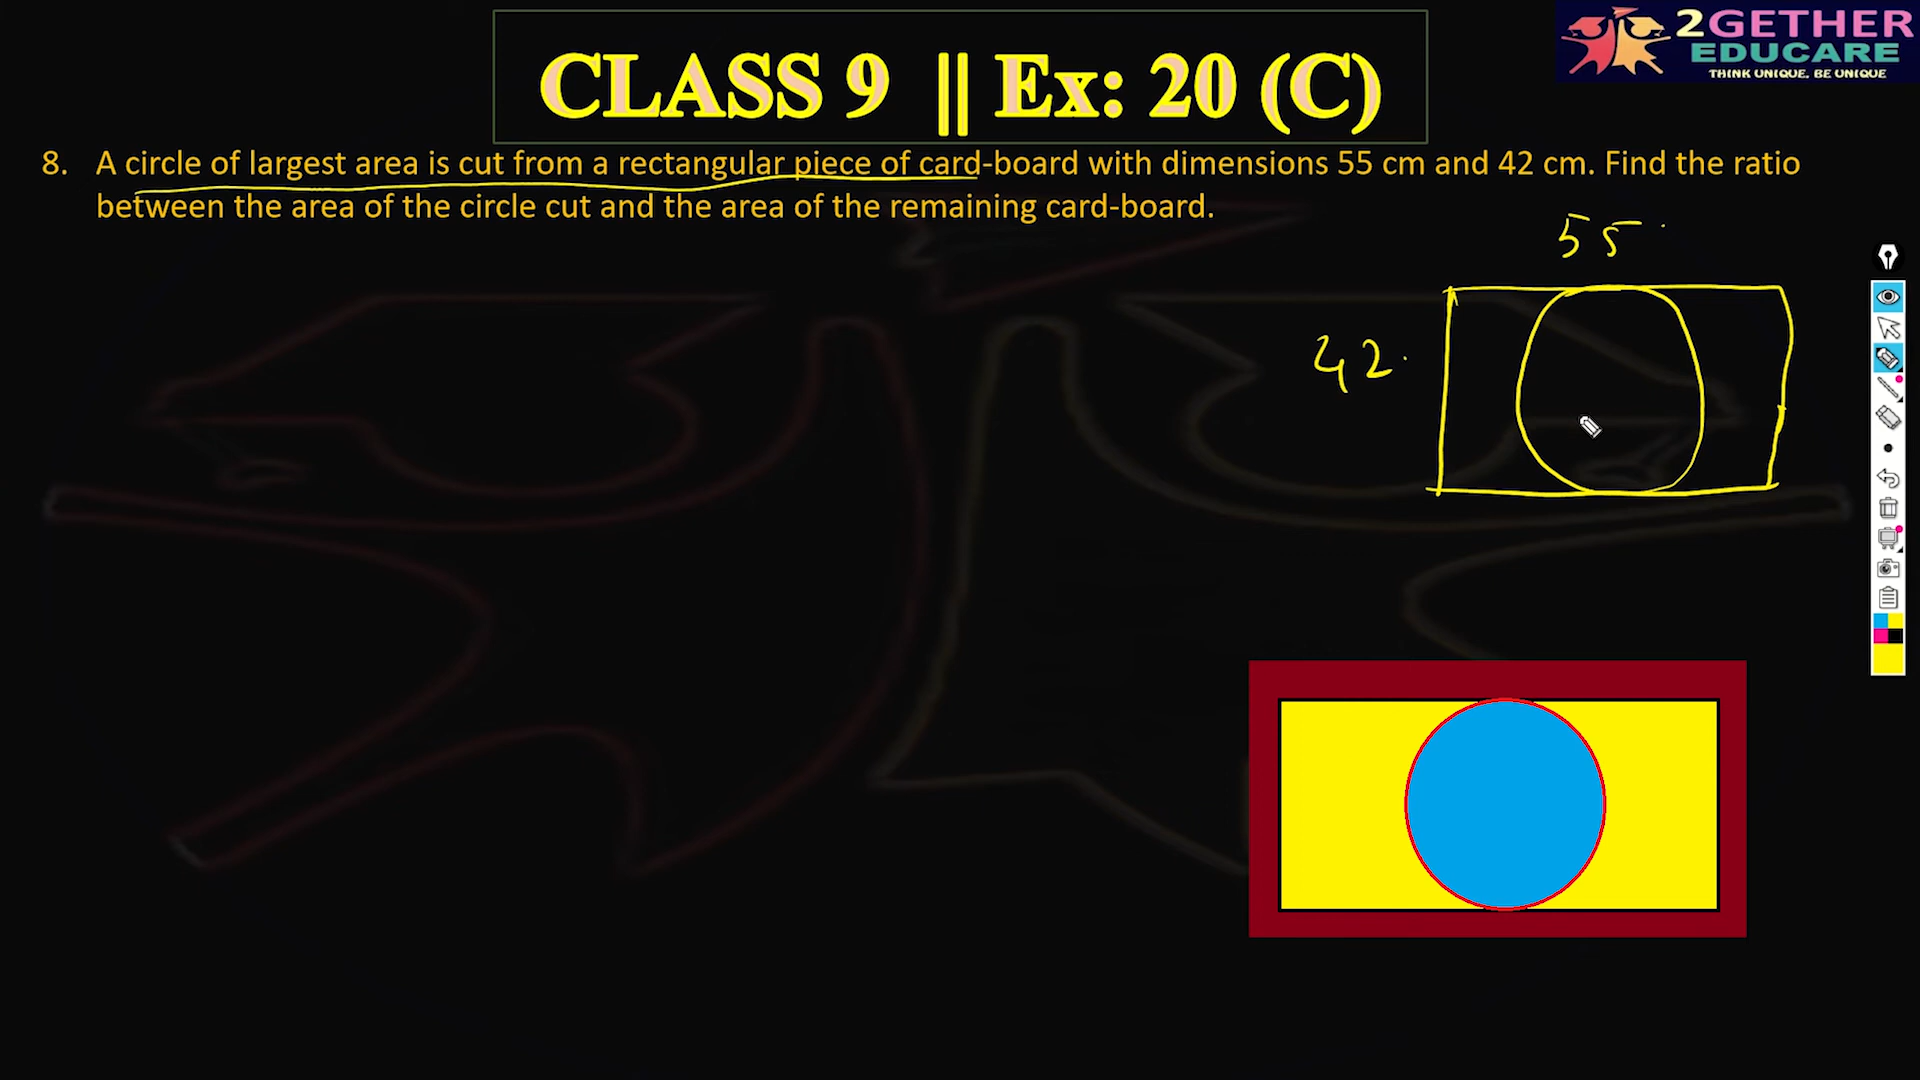 2GETHER
EDUCARE
THINK UNIQUE. BE UNIQUE
CLASS 9 || Ex: 20 (C)
8. A circle of largest area is cut from a rectangular piece of card-board with dimensions 55 cm and 42 cm. Find the ratio
between the area of the circle cut and the area of the remaining card-board.
55
42